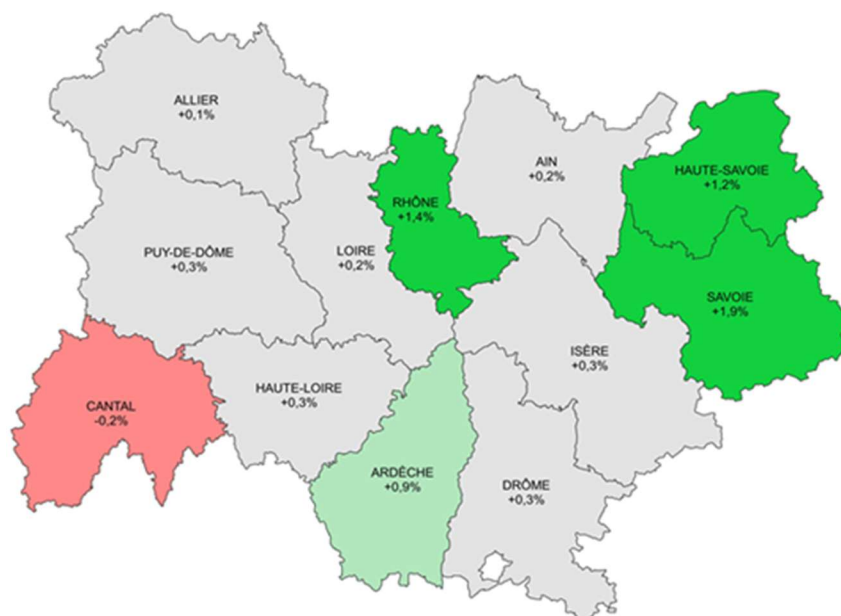 ALLIER
+0,1%
AIN
+0,2%
HAUTE-SAVOIE
+1,2%
RHÔNE
+1,4%
PUY-DE-DÔME
+0,3%
LOIRE
+0,2%
SAVOIE
+1,9%
ISÈRE
+0,3%
HAUTE-LOIRE
+0,3%
CANTAL
-0,2%
ARDÈCHE
+0,9%
DRÔME
+0,3%